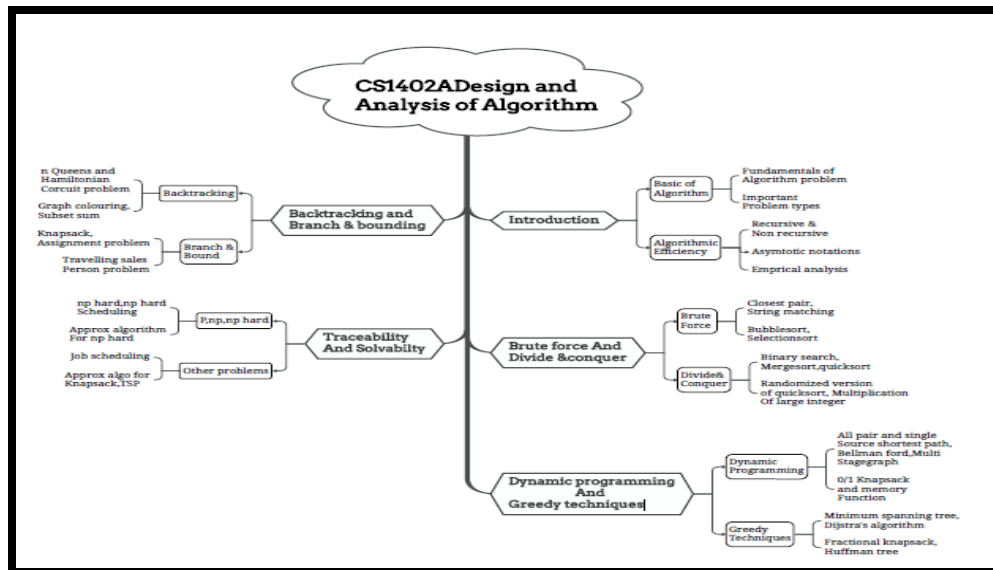 CS1402ADesign and
Analysis of Algorithm
n Queens and
Hamiltonian
Corcuit problem
Graph colouring,
Subset sum
Backtracking
Knapsack,
Assignment problem
Travelling sales
Person problem
Branch &
Bound
Backtracking and
Branch & bounding
Introduction
Basic of
Algorithm
Fundamentals of
Algorithm problem
Important
Problem types
Algorithmic
Efficiency
Recursive &
Non recursive
Asymtotic notations
Emprical analysis
np hard,np hard
Scheduling
Approx algorithm
For np hard
P,np,np hard
Job scheduling
Approx algo for
Knapsack,TSP
Other problems
Traceability
And Solvabilty
Brute force And
Divide &conquer
Brute
Force
Closest pair,
String matching
Bubblesort,
Selectionsort
Divide&
Conquer
Binary search,
Mergesort,quicksort
Randomized version
of quicksort, Multiplication
Of large integer
Dynamic programming
And
Greedy techniques
Dynamic
Programming
All pair and single
Source shortest path,
Bellman ford,Multi
Stagegraph
0/1 Knapsack
and memory
Function
Greedy
Techniques
Minimum spanning tree,
Dijstra's algorithm
Fractional knapsack,
Huffman tree